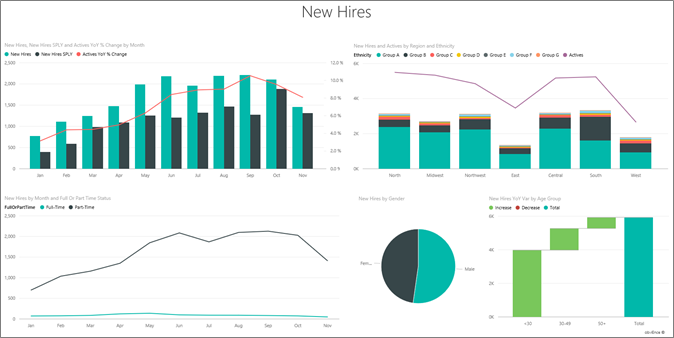 New Hires
New Hires, New Hires SPLY and Actives YoY % Change by Month
New Hires New Hires SPLY Actives YoY % Change
2,500
2,000
1,500
1,000
500
0
12.0 %
10.0 %
8.0 %
6.0 %
4.0 %
2.0 %
0.0 %
Jan Feb Mar Apr May Jun Jul Aug Sep Oct Nov
New Hires and Actives by Region and Ethnicity
Ethnicity Group A Group B Group C Group D Group E Group F Group G Actives
6K
4K
2K
0K
North Midwest Northwest East Central South West
New Hires by Month and Full Or Part Time Status
FullOrPartTime Full-Time Part-Time
2,500
2,000
1,500
1,000
500
0
Jan Feb Mar Apr May Jun Jul Aug Sep Oct Nov
New Hires by Gender
Fem...
Male
New Hires YoY Var by Age Group
Increase Decrease Total
6K
4K
2K
0K
<30 30-49 50+ Total